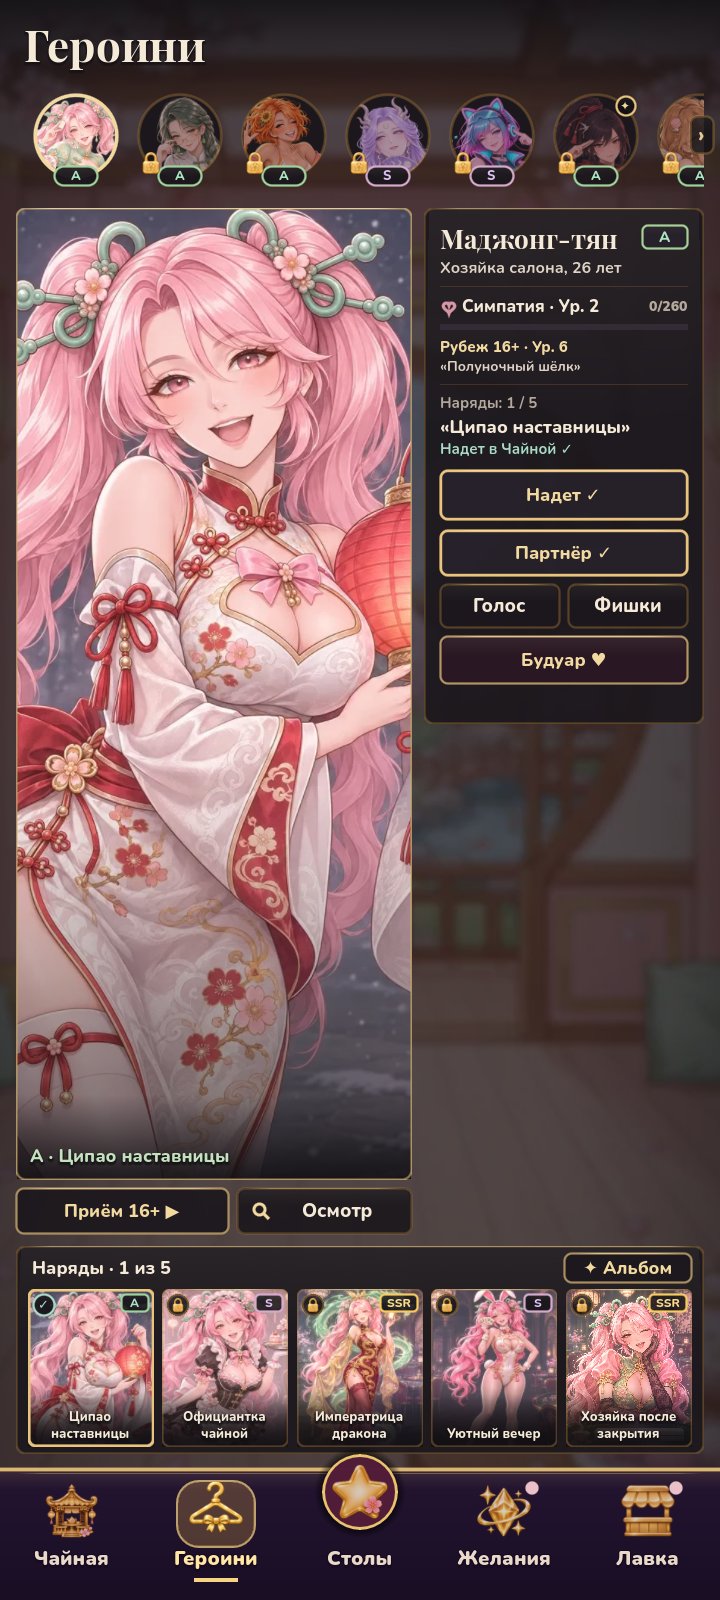 Героини
A
A
A
S
S
A
A
Маджонг-тян
A
Хозяйка салона, 26 лет
Симпатия · Ур. 2
0/260
Рубеж 16+ · Ур. 6
«Полуночный шёлк»
Наряды: 1 / 5
«Ципао наставницы»
Надет в Чайной ✓
Надет ✓
Партнёр ✓
Голос
Фишки
Будуар ♥
A · Ципао наставницы
Приём 16+ ▶
Осмотр
Наряды · 1 из 5
✦ Альбом
A
S
SSR
S
SSR
Ципао
наставницы
Официантка
чайной
Императрица
дракона
Уютный вечер
Хозяйка после
закрытия
Чайная
Героини
Столы
Желания
Лавка